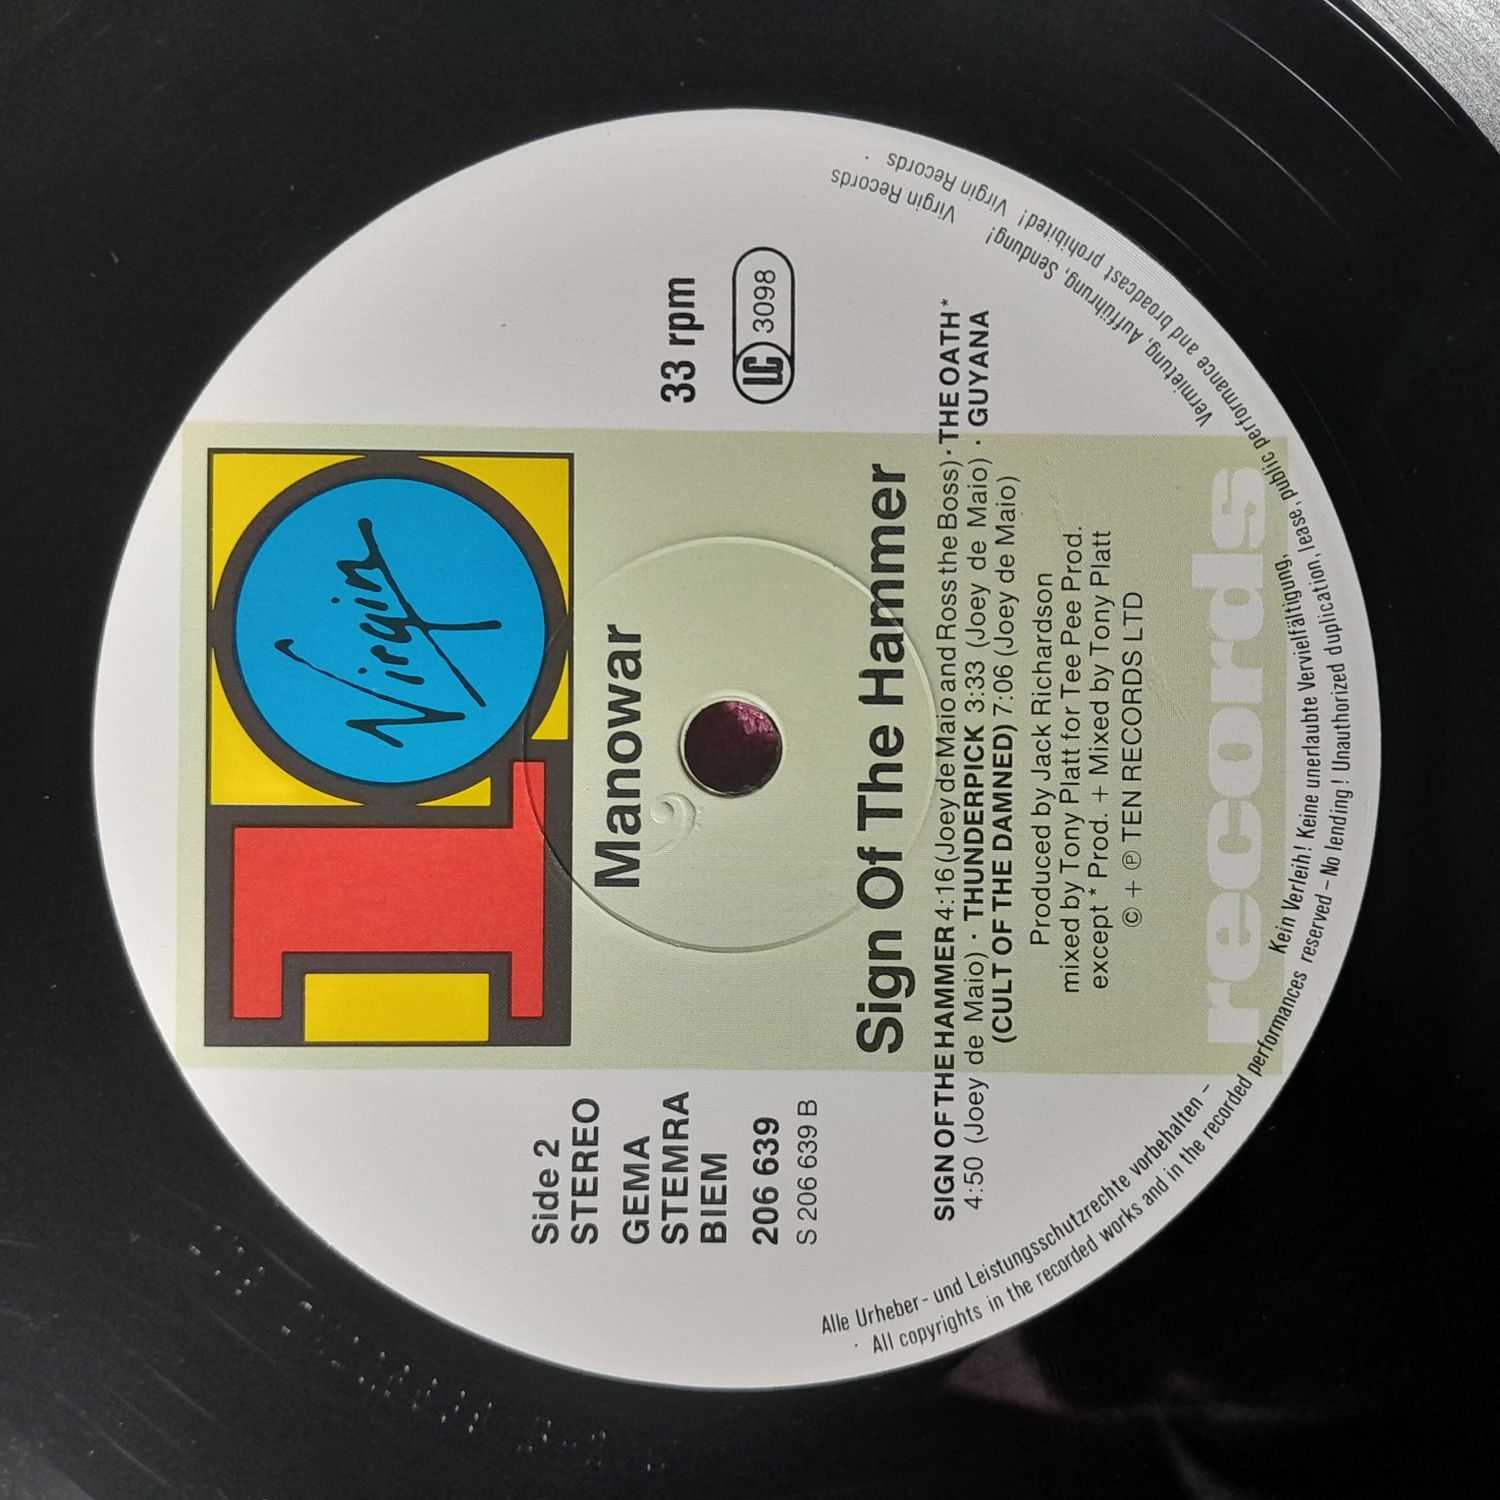 Virgin
Manowar
Side 2
STEREO
GEMA
STEMRA
BIEM
206 639
S 206 639 B
33 rpm
LC 3098
Sign Of The Hammer
SIGN OF THE HAMMER 4:16 (Joey de Maio and Ross the Boss) · THE OATH*
4:50 (Joey de Maio) · THUNDERPICK 3:33 (Joey de Maio) · GUYANA
(CULT OF THE DAMNED) 7:06 (Joey de Maio)
Produced by Jack Richardson
mixed by Tony Platt for Tee Pee Prod.
except * Prod. + Mixed by Tony Platt
© + ℗ TEN RECORDS LTD
records
Alle Urheber- und Leistungsschutzrechte vorbehalten – Kein Verleih! Keine unerlaubte Vervielfältigung, Vermietung, Aufführung, Sendung! Virgin Records
· All copyrights in the recorded works and in the recorded performances reserved – No lending! Unauthorized duplication, lease, public performance and broadcast prohibited! Virgin Records ·